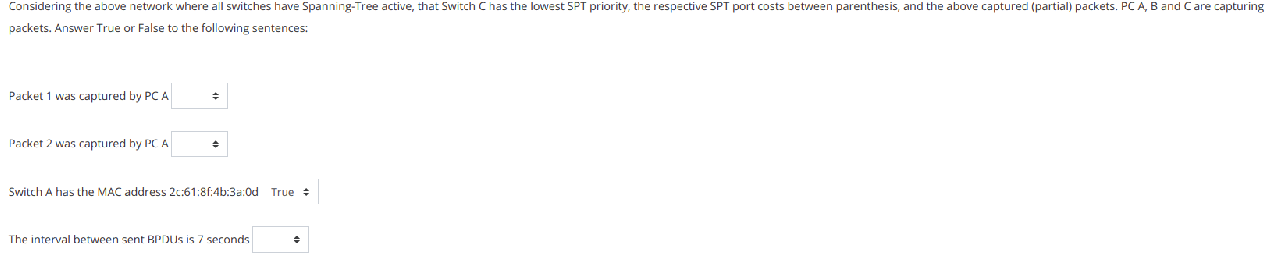 Considering the above network where all switches have Spanning-Tree active, that Switch C has the lowest SPT priority, the respective SPT port costs between parenthesis, and the above captured (partial) packets. PC A, B and C are capturing
packets. Answer True or False to the following sentences:
Packet 1 was captured by PC A
Packet 2 was captured by PC A
Switch A has the MAC address 2c:61:8f:4b:3a:0d True
The interval between sent BPDUs is 7 seconds